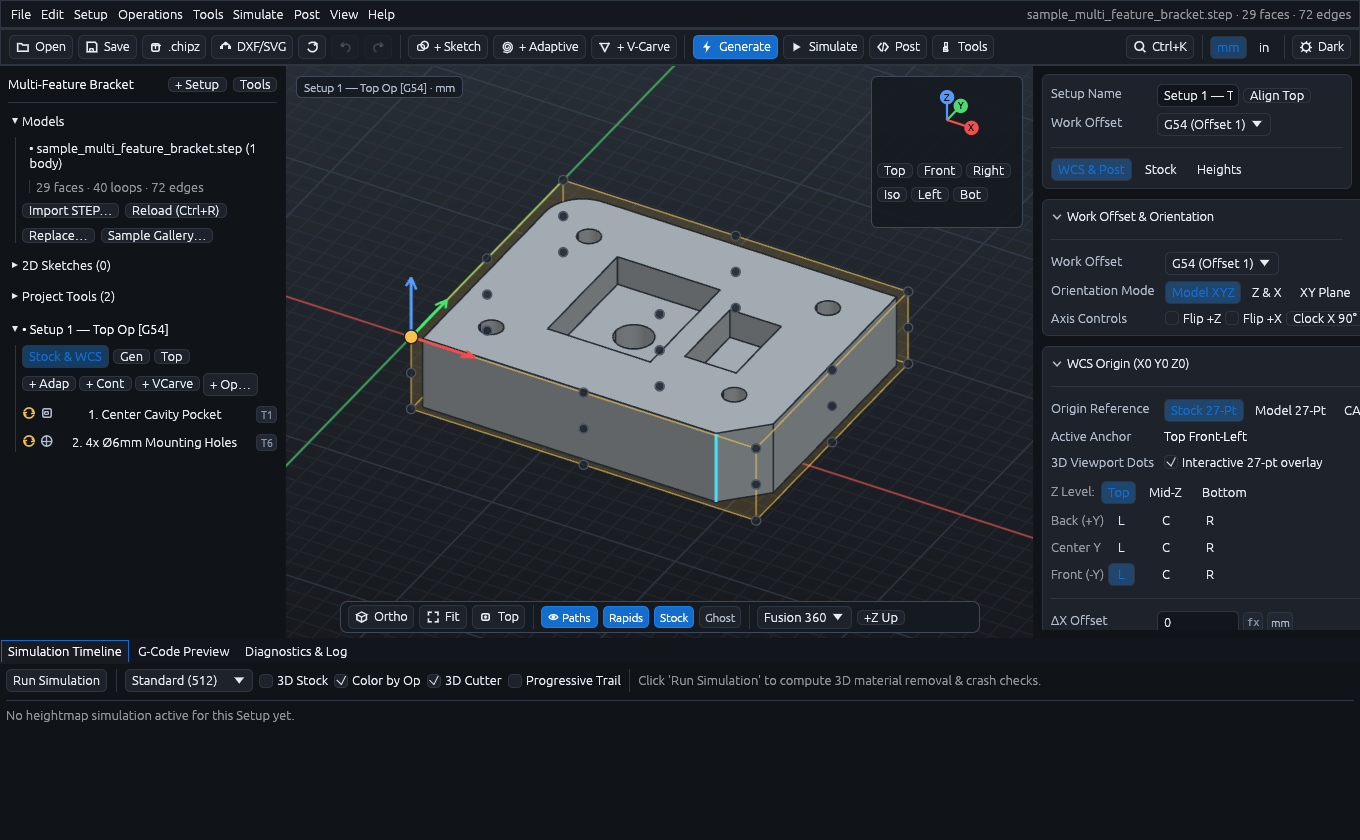 File Edit Setup Operations Tools Simulate Post View Help
sample_multi_feature_bracket.step · 29 faces · 72 edges
Open Save .chipz DXF/SVG + Sketch + Adaptive + V-Carve Generate Simulate Post Tools Ctrl+K mm in Dark
Multi-Feature Bracket + Setup Tools
Models
• sample_multi_feature_bracket.step (1
body)
29 faces · 40 loops · 72 edges
Import STEP… Reload (Ctrl+R)
Replace… Sample Gallery…
2D Sketches (0)
Project Tools (2)
• Setup 1 — Top Op [G54]
Stock & WCS Gen Top
+ Adap + Cont + VCarve + Op…
1. Center Cavity Pocket T1
2. 4x Ø6mm Mounting Holes T6
Setup 1 — Top Op [G54] · mm
Z
Y
X
Top Front Right
Iso Left Bot
Ortho Fit Top Paths Rapids Stock Ghost Fusion 360 +Z Up
Setup Name Setup 1 — T Align Top
Work Offset G54 (Offset 1)
WCS & Post Stock Heights
Work Offset & Orientation
Work Offset G54 (Offset 1)
Orientation Mode Model XYZ Z & X XY Plane
Axis Controls Flip +Z Flip +X Clock X 90°
WCS Origin (X0 Y0 Z0)
Origin Reference Stock 27-Pt Model 27-Pt CA
Active Anchor Top Front-Left
3D Viewport Dots Interactive 27-pt overlay
Z Level: Top Mid-Z Bottom
Back (+Y) L C R
Center Y L C R
Front (-Y) L C R
ΔX Offset 0 fx mm
Simulation Timeline G-Code Preview Diagnostics & Log
Run Simulation Standard (512) 3D Stock Color by Op 3D Cutter Progressive Trail Click 'Run Simulation' to compute 3D material removal & crash checks.
No heightmap simulation active for this Setup yet.